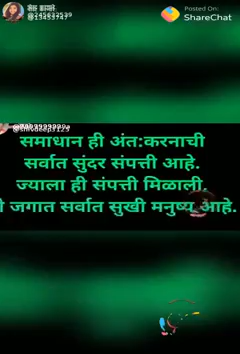 Posted On:
ShareChat
समाधान ही अंत:करनाची
सर्वात सुंदर संपत्ती आहे.
ज्याला ही संपत्ती मिळाली,
जगात सर्वात सुखी मनुष्य आहे.